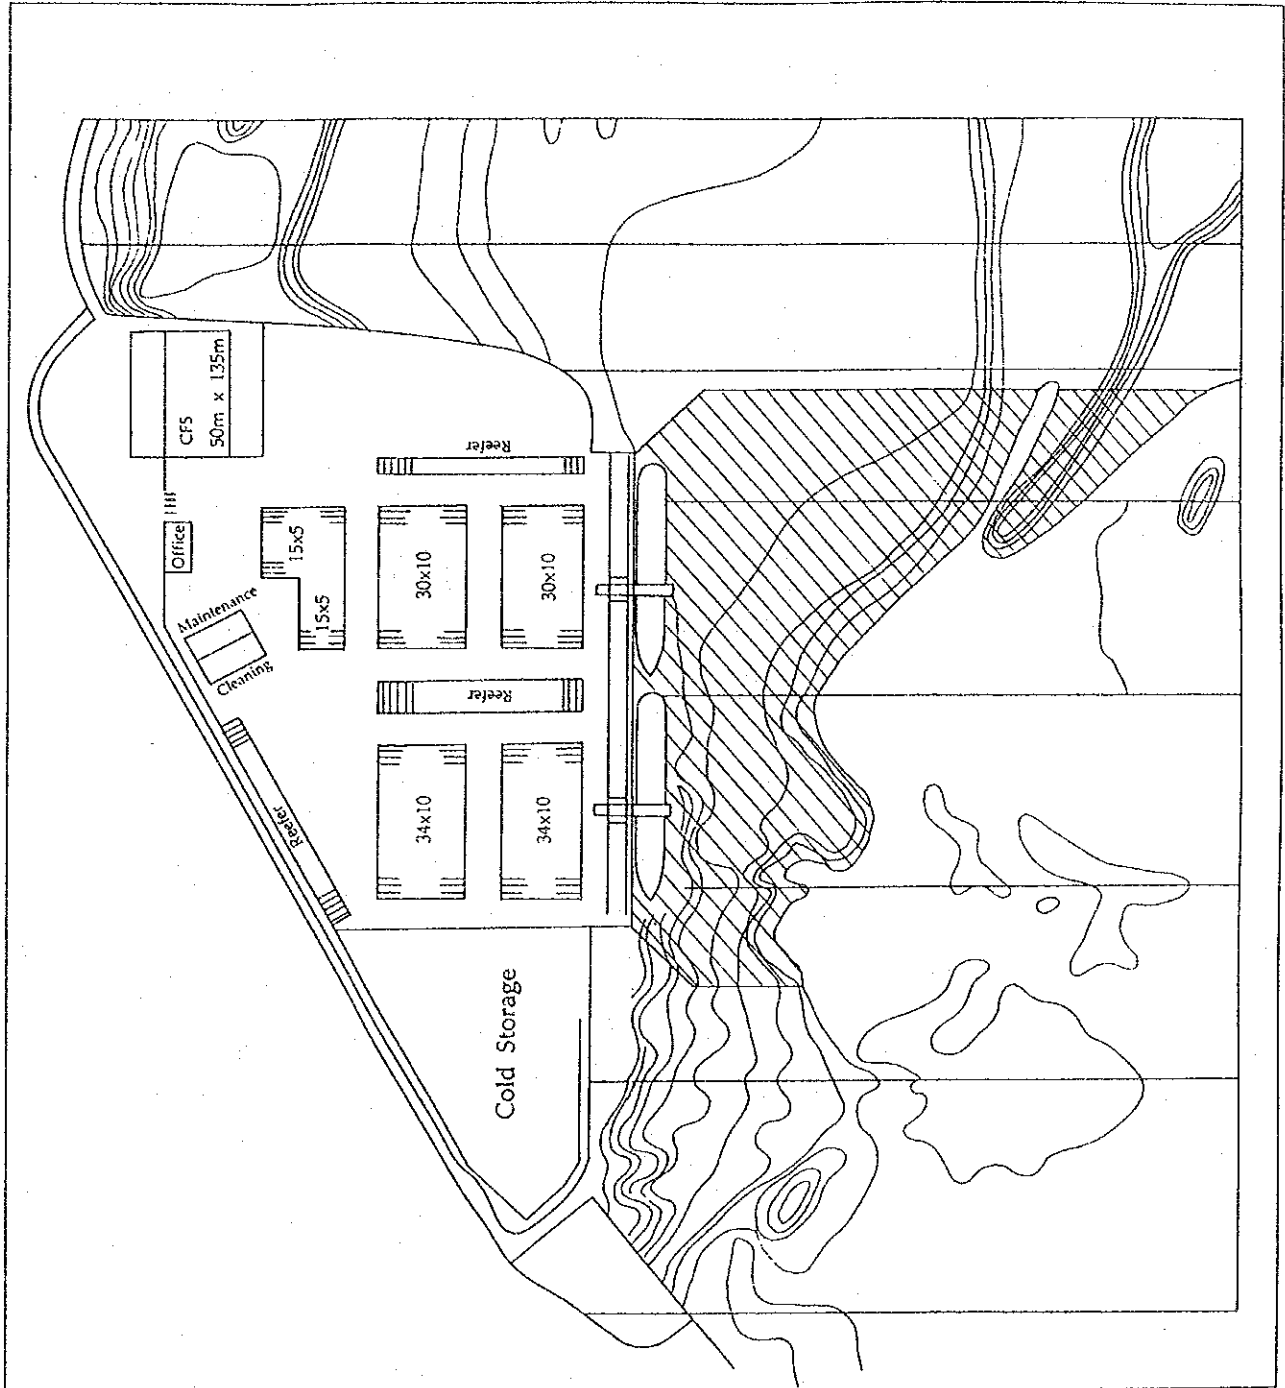 CFS
50m x 135m
Reefer
Office
15x5
15x5
30x10
30x10
Maintenance
Cleaning
Reefer
Reefer
34x10
34x10
Cold Storage